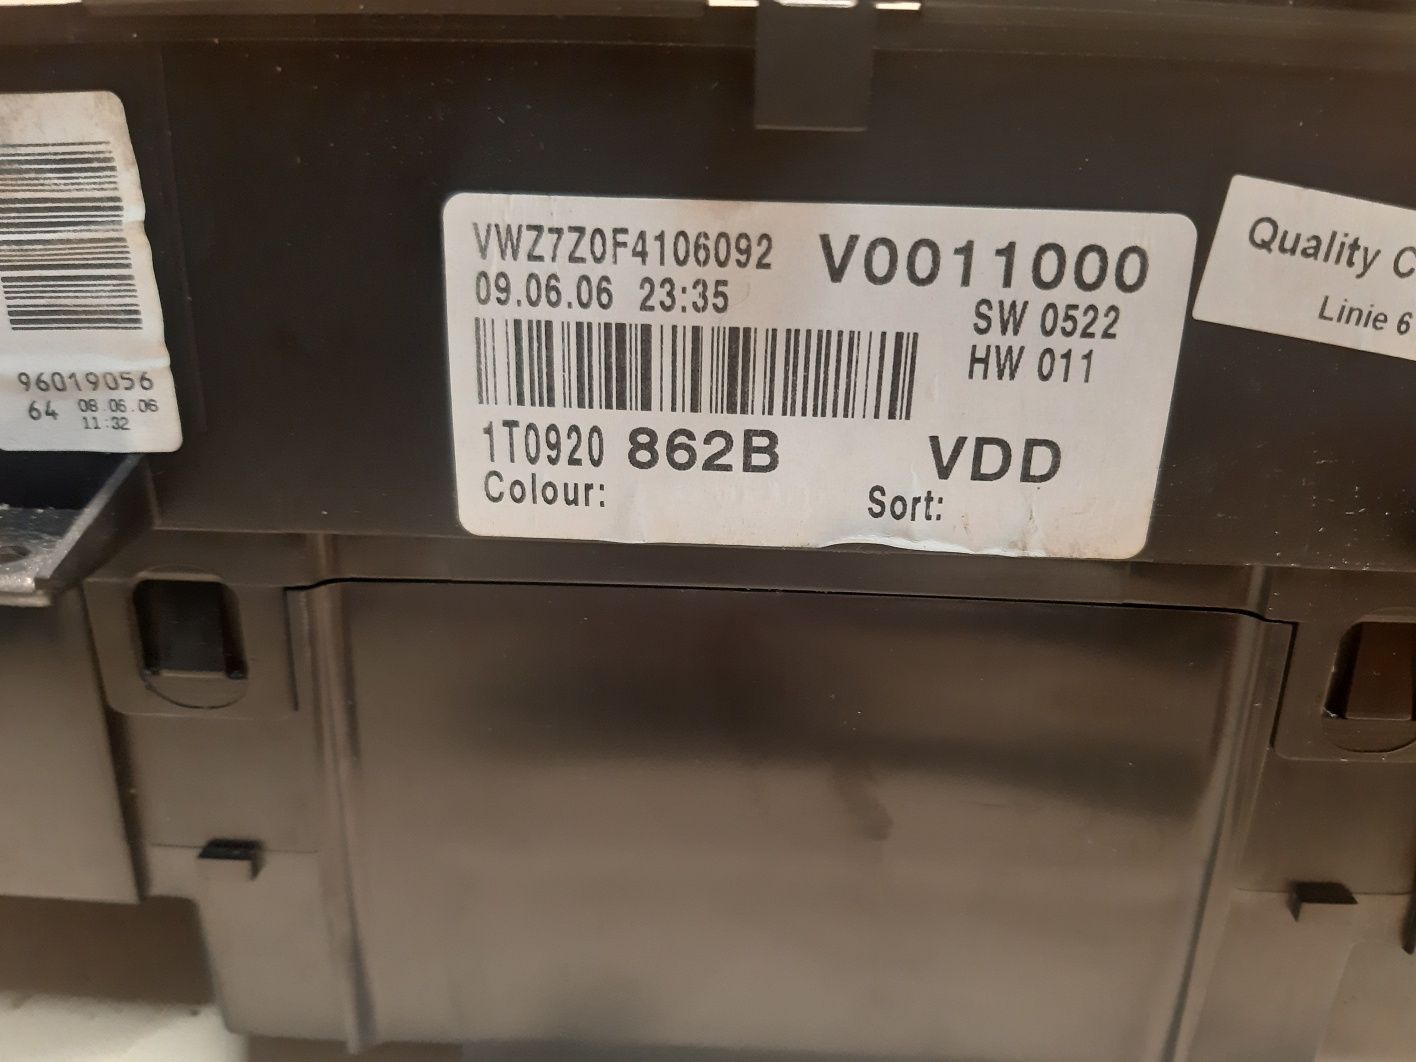 96019056
64 08.06.06
11:32
VWZ7Z0F4106092 V0011000
09.06.06 23:35
SW 0522
HW 011
1T0920 862B VDD
Colour: Sort:
Quality C
Linie 6